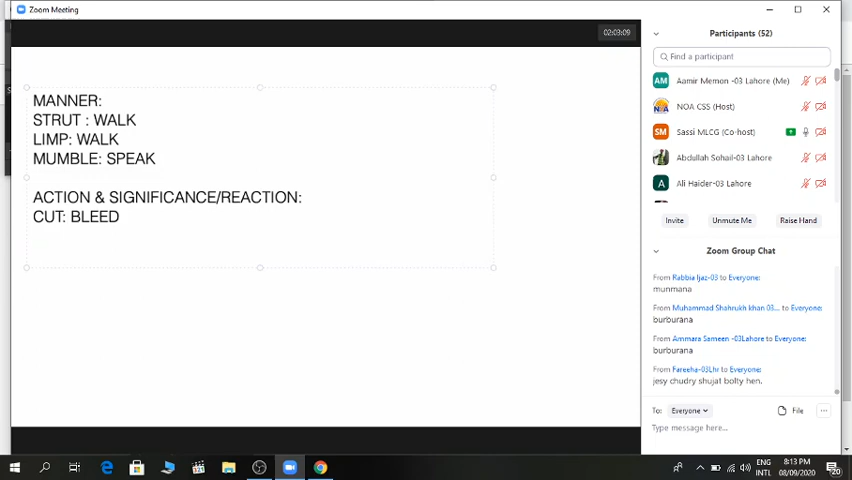 Zoom Meeting
02:03:09
MANNER:
STRUT : WALK
LIMP: WALK
MUMBLE: SPEAK
ACTION & SIGNIFICANCE/REACTION:
CUT: BLEED
Participants (52)
Find a participant
AM Aamir Memon -03 Lahore (Me)
NOA CSS (Host)
SM Sassi MLCG (Co-host)
Abdullah Sohail-03 Lahore
A Ali Haider-03 Lahore
Invite Unmute Me Raise Hand
Zoom Group Chat
From Rabbia Ijaz-03 to Everyone:
munmana
From Muhammad Shahrukh khan 03... to Everyone:
burburana
From Ammara Sameen -03Lahore to Everyone:
burburana
From Fareeha-03Lhr to Everyone:
jesy chudry shujat bolty hen.
To: Everyone File ...
Type message here...
ENG
INTL
8:13 PM
08/09/2020
20